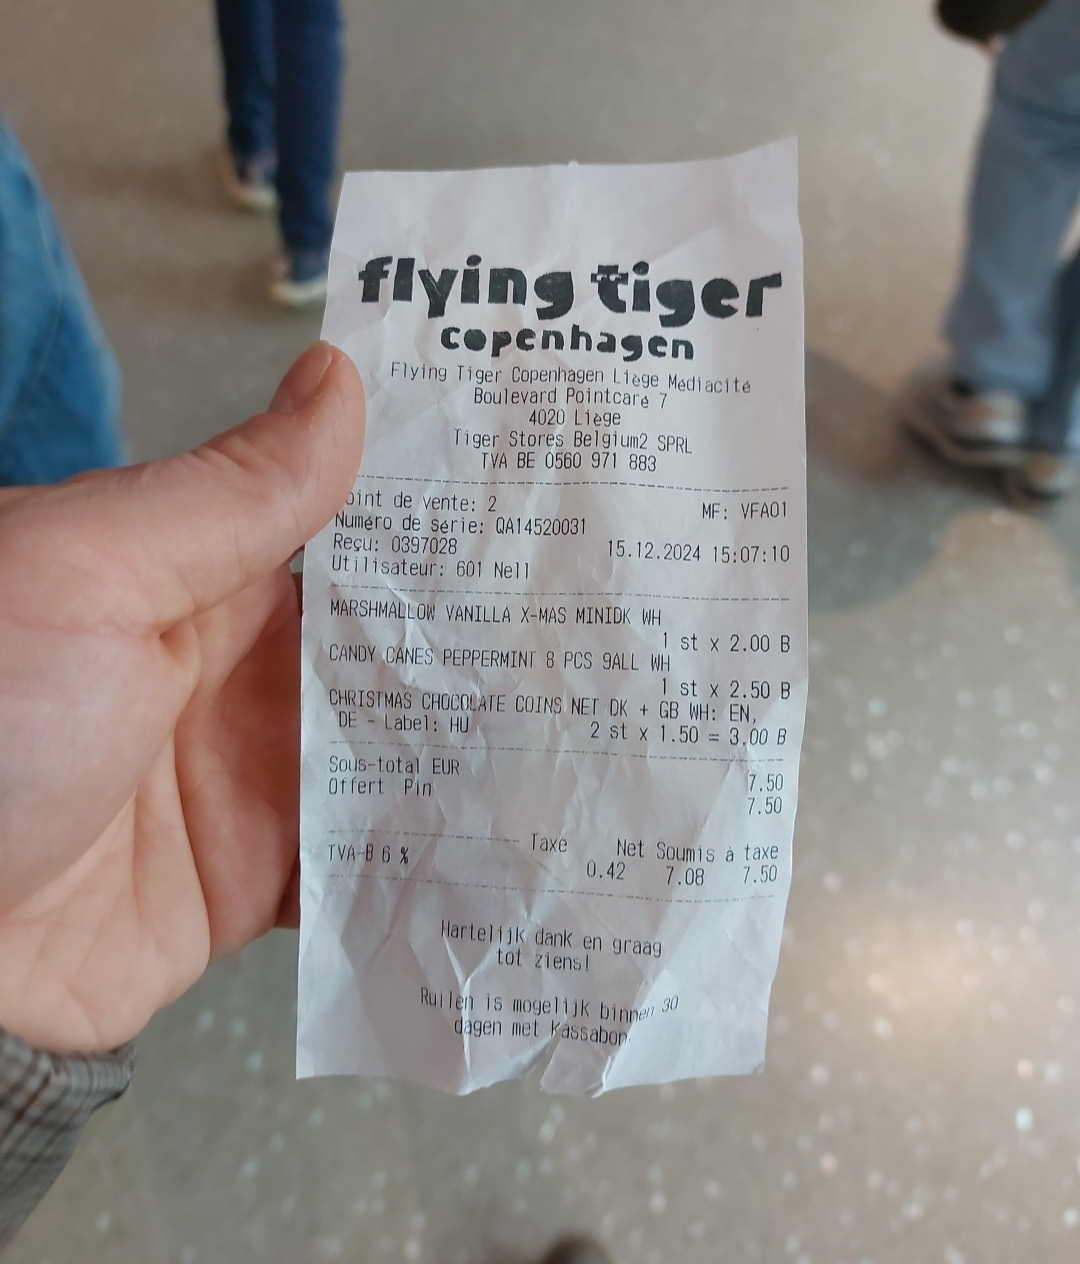 flying tiger
copenhagen
Flying Tiger Copenhagen Liège Médiacité
Boulevard Pointcaré 7
4020 Liège
Tiger Stores Belgium2 SPRL
TVA BE 0560 971 883
oint de vente: 2 MF: VFA01
Numéro de série: QA14520031
Reçu: 0397028 15.12.2024 15:07:10
Utilisateur: 601 Nell
MARSHMALLOW VANILLA X-MAS MINIDK WH
1 st x 2.00 B
CANDY CANES PEPPERMINT 8 PCS 9ALL WH
1 st x 2.50 B
CHRISTMAS CHOCOLATE COINS NET DK + GB WH: EN,
DE - Label: HU 2 st x 1.50 = 3.00 B
Sous-total EUR 7.50
Offert Pin 7.50
Taxe Net Soumis à taxe
TVA-B 6 % 0.42 7.08 7.50
Hartelijk dank en graag
tot ziens!
Ruilen is mogelijk binnen 30
dagen met kassabon